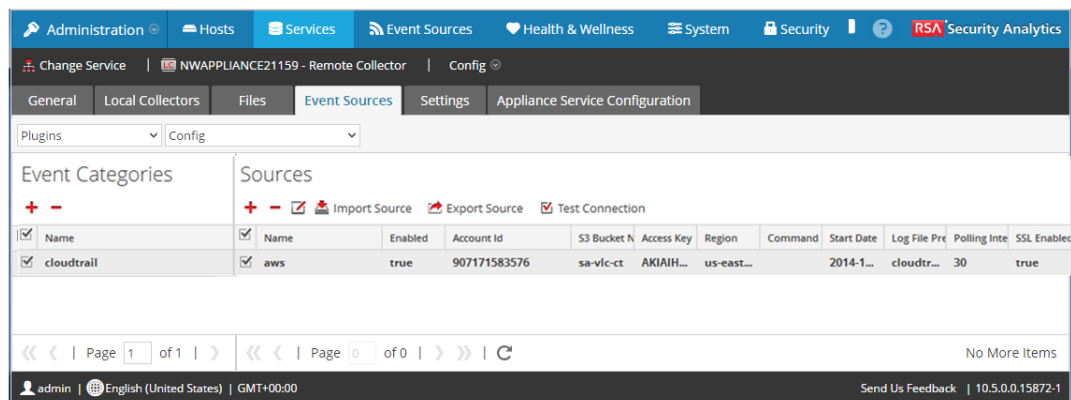 Administration Hosts Services Event Sources Health & Wellness System Security ? RSA Security Analytics
Change Service | LC NWAPPLIANCE21159 - Remote Collector | Config
General Local Collectors Files Event Sources Settings Appliance Service Configuration
Plugins Config
Event Categories Sources
Import Source Export Source Test Connection
Name Name Enabled Account Id S3 Bucket N Access Key Region Command Start Date Log File Pre Polling Inte SSL Enabled
cloudtrail aws true 907171583576 sa-vlc-ct AKIAIH... us-east... 2014-1... cloudtr... 30 true
| Page 1 of 1 | | Page 0 of 0 | | No More Items
admin | English (United States) | GMT+00:00 Send Us Feedback | 10.5.0.0.15872-1